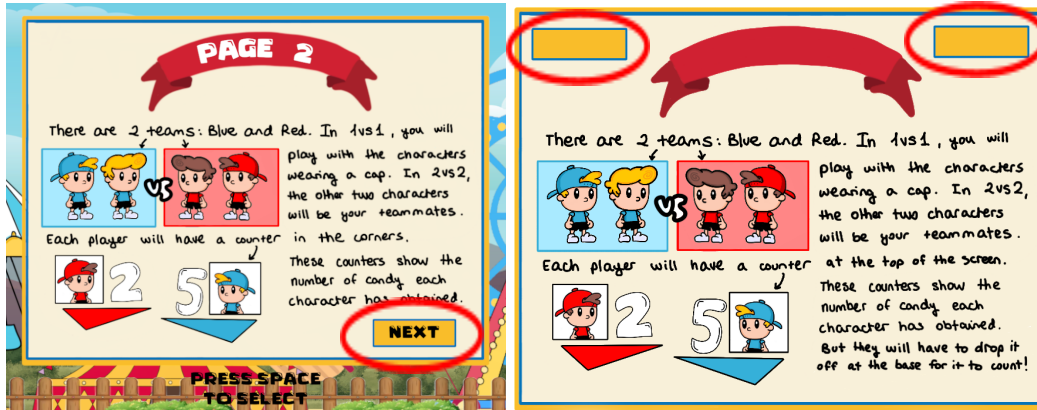 PAGE 2
There are 2 teams: Blue and Red. In 1vs1, you will
play with the characters
wearing a cap. In 2vs2,
the other two characters
will be your teammates.
VS
Each player will have a counter in the corners.
These counters show the
number of candy each
character has obtained.
2 5
NEXT
PRESS SPACE
TO SELECT
There are 2 teams: Blue and Red. In 1vs1, you will
play with the characters
wearing a cap. In 2vs2,
the other two characters
will be your teammates.
VS
Each player will have a counter at the top of the screen.
These counters show the
number of candy each
character has obtained.
But they will have to drop it
off at the base for it to count!
2 5